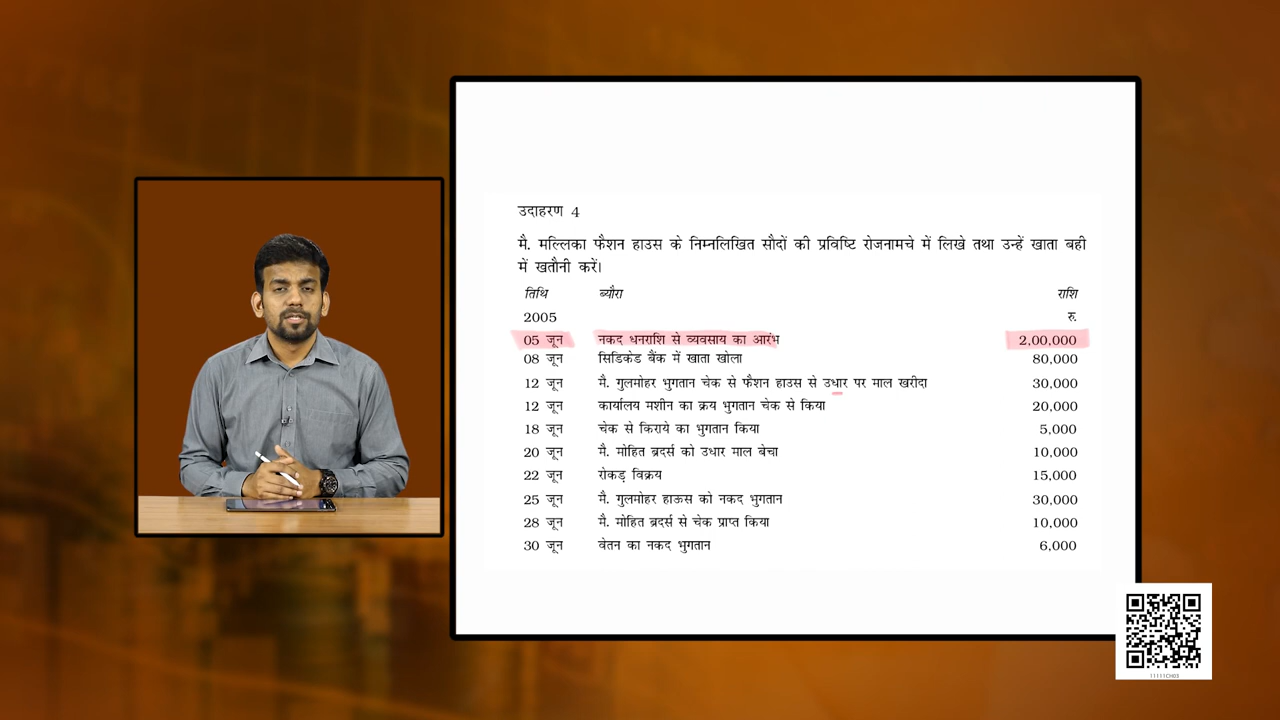 उदाहरण 4
मै. मल्लिका फैशन हाउस के निम्नलिखित सौदों की प्रविष्टि रोजनामचे में लिखे तथा उन्हें खाता बही
में खतौनी करें।
तिथि ब्यौरा राशि
2005 रु.
05 जून नकद धनराशि से व्यवसाय का आरंभ 2,00,000
08 जून सिडिकेड बैंक में खाता खोला 80,000
12 जून मै. गुलमोहर भुगतान चेक से फैशन हाउस से उधार पर माल खरीदा 30,000
12 जून कार्यालय मशीन का क्रय भुगतान चेक से किया 20,000
18 जून चेक से किराये का भुगतान किया 5,000
20 जून मै. मोहित ब्रदर्स को उधार माल बेचा 10,000
22 जून रोकड़ विक्रय 15,000
25 जून मै. गुलमोहर हाऊस को नकद भुगतान 30,000
28 जून मै. मोहित ब्रदर्स से चेक प्राप्त किया 10,000
30 जून वेतन का नकद भुगतान 6,000
11111CH03